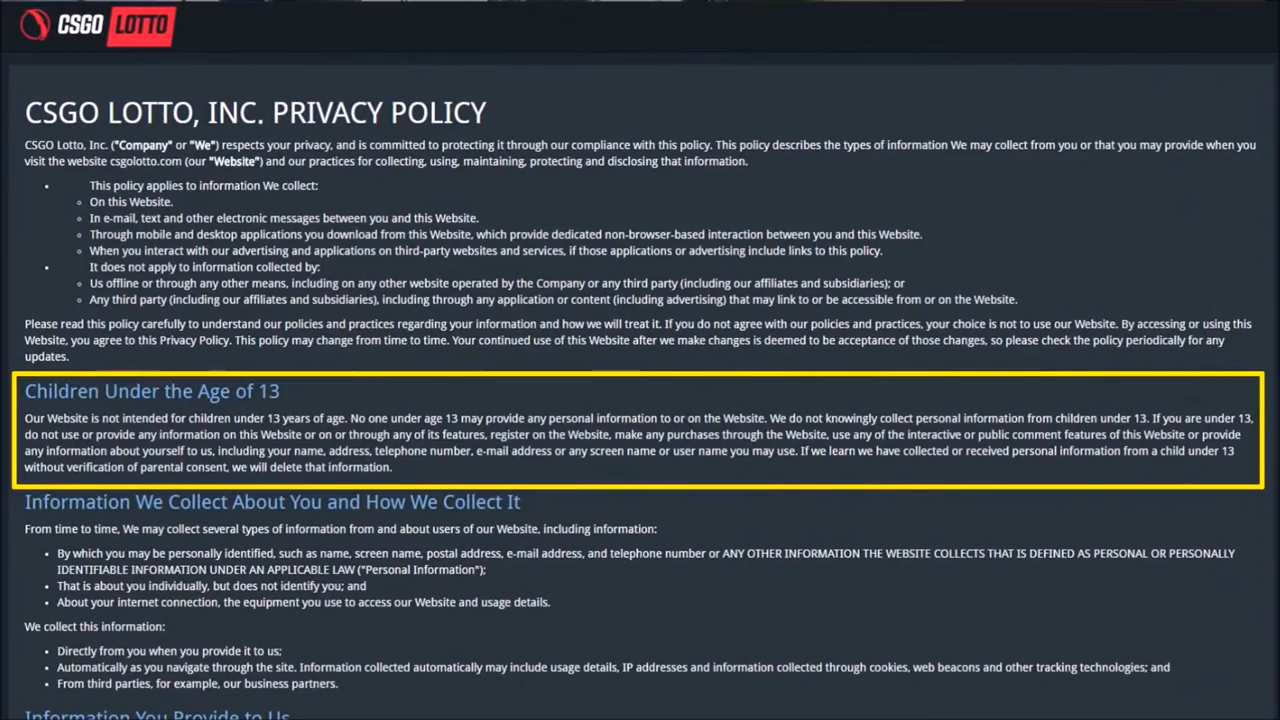 CSGO LOTTO
CSGO LOTTO, INC. PRIVACY POLICY
CSGO Lotto, Inc. ("Company" or "We") respects your privacy, and is committed to protecting it through our compliance with this policy. This policy describes the types of information We may collect from you or that you may provide when you
visit the website csgolotto.com (our "Website") and our practices for collecting, using, maintaining, protecting and disclosing that information.
• This policy applies to information We collect:
◦ On this Website.
◦ In e-mail, text and other electronic messages between you and this Website.
◦ Through mobile and desktop applications you download from this Website, which provide dedicated non-browser-based interaction between you and this Website.
◦ When you interact with our advertising and applications on third-party websites and services, if those applications or advertising include links to this policy.
• It does not apply to information collected by:
◦ Us offline or through any other means, including on any other website operated by the Company or any third party (including our affiliates and subsidiaries); or
◦ Any third party (including our affiliates and subsidiaries), including through any application or content (including advertising) that may link to or be accessible from or on the Website.
Please read this policy carefully to understand our policies and practices regarding your information and how we will treat it. If you do not agree with our policies and practices, your choice is not to use our Website. By accessing or using this
Website, you agree to this Privacy Policy. This policy may change from time to time. Your continued use of this Website after we make changes is deemed to be acceptance of those changes, so please check the policy periodically for any
updates.
Children Under the Age of 13
Our Website is not intended for children under 13 years of age. No one under age 13 may provide any personal information to or on the Website. We do not knowingly collect personal information from children under 13. If you are under 13,
do not use or provide any information on this Website or on or through any of its features, register on the Website, make any purchases through the Website, use any of the interactive or public comment features of this Website or provide
any information about yourself to us, including your name, address, telephone number, e-mail address or any screen name or user name you may use. If we learn we have collected or received personal information from a child under 13
without verification of parental consent, we will delete that information.
Information We Collect About You and How We Collect It
From time to time, We may collect several types of information from and about users of our Website, including information:
• By which you may be personally identified, such as name, screen name, postal address, e-mail address, and telephone number or ANY OTHER INFORMATION THE WEBSITE COLLECTS THAT IS DEFINED AS PERSONAL OR PERSONALLY
IDENTIFIABLE INFORMATION UNDER AN APPLICABLE LAW ("Personal Information");
• That is about you individually, but does not identify you; and
• About your internet connection, the equipment you use to access our Website and usage details.
We collect this information:
• Directly from you when you provide it to us;
• Automatically as you navigate through the site. Information collected automatically may include usage details, IP addresses and information collected through cookies, web beacons and other tracking technologies; and
• From third parties, for example, our business partners.
Information You Provide to Us